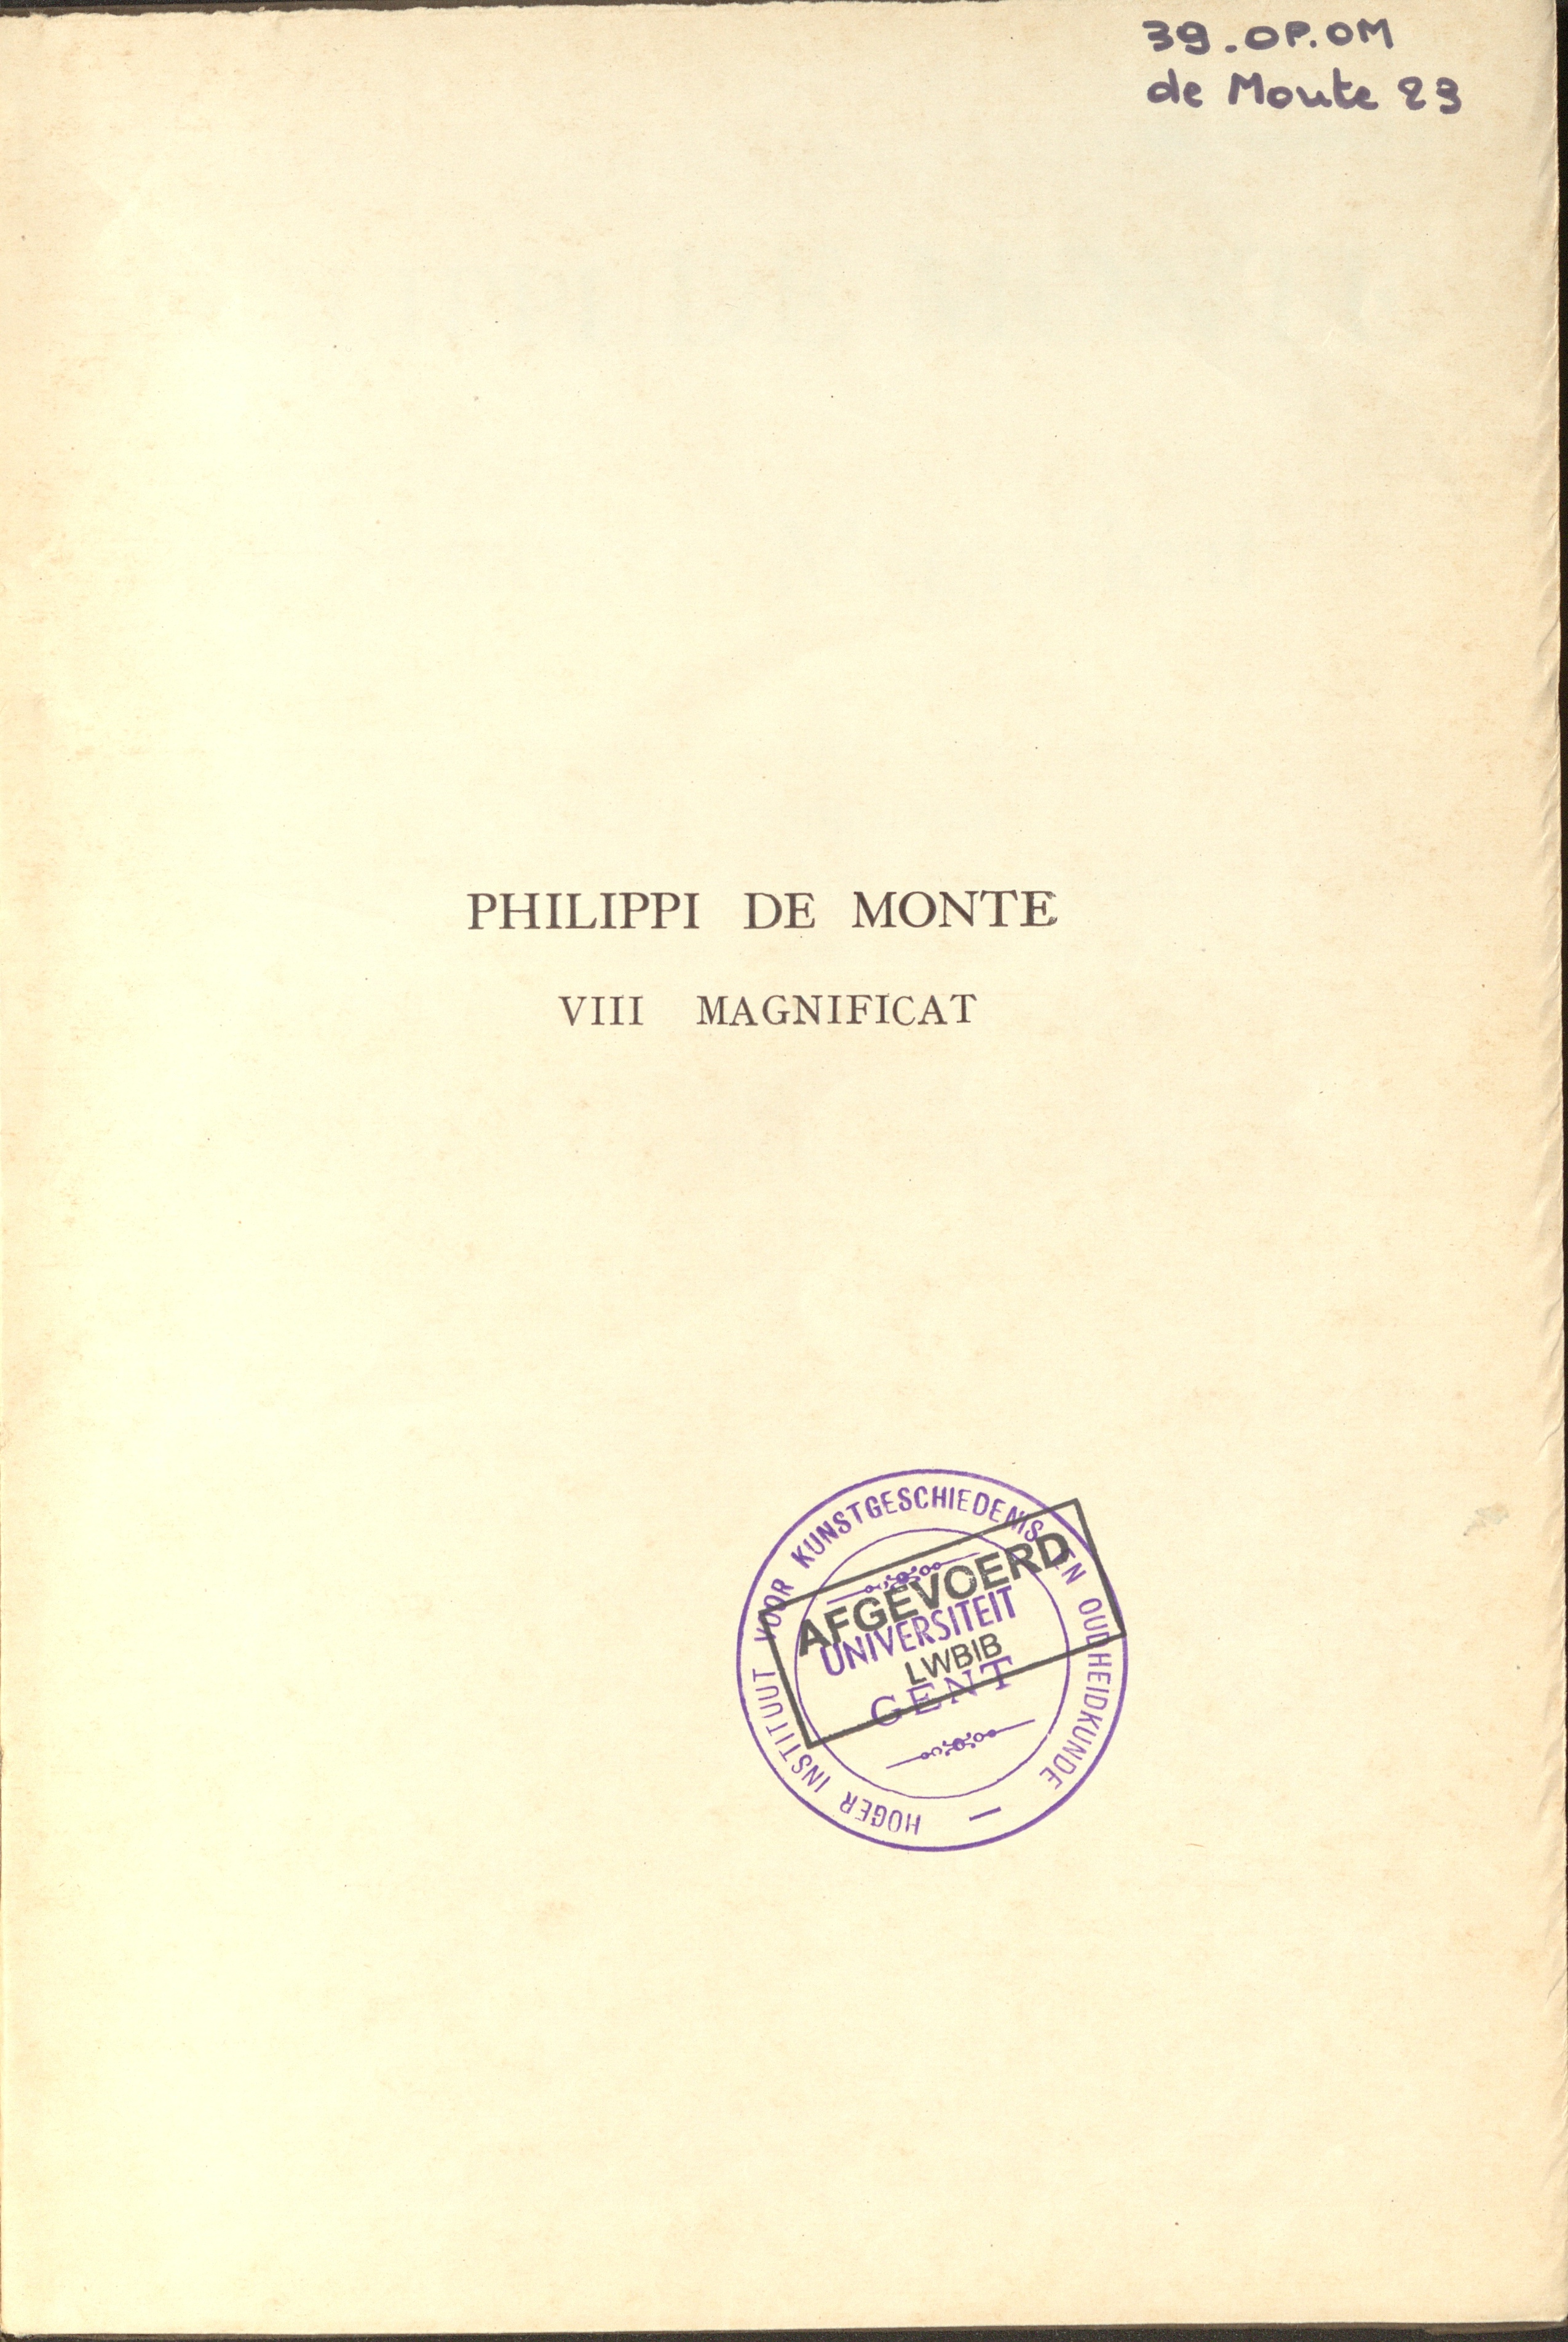 39.OP.OM
de Monte 23
PHILIPPI DE MONTE
VIII MAGNIFICAT
HOGER INSTITUUT VOOR KUNSTGESCHIEDENIS EN OUDHEIDKUNDE —
AFGEVOERD
UNIVERSITEIT
LWBIB
GENT